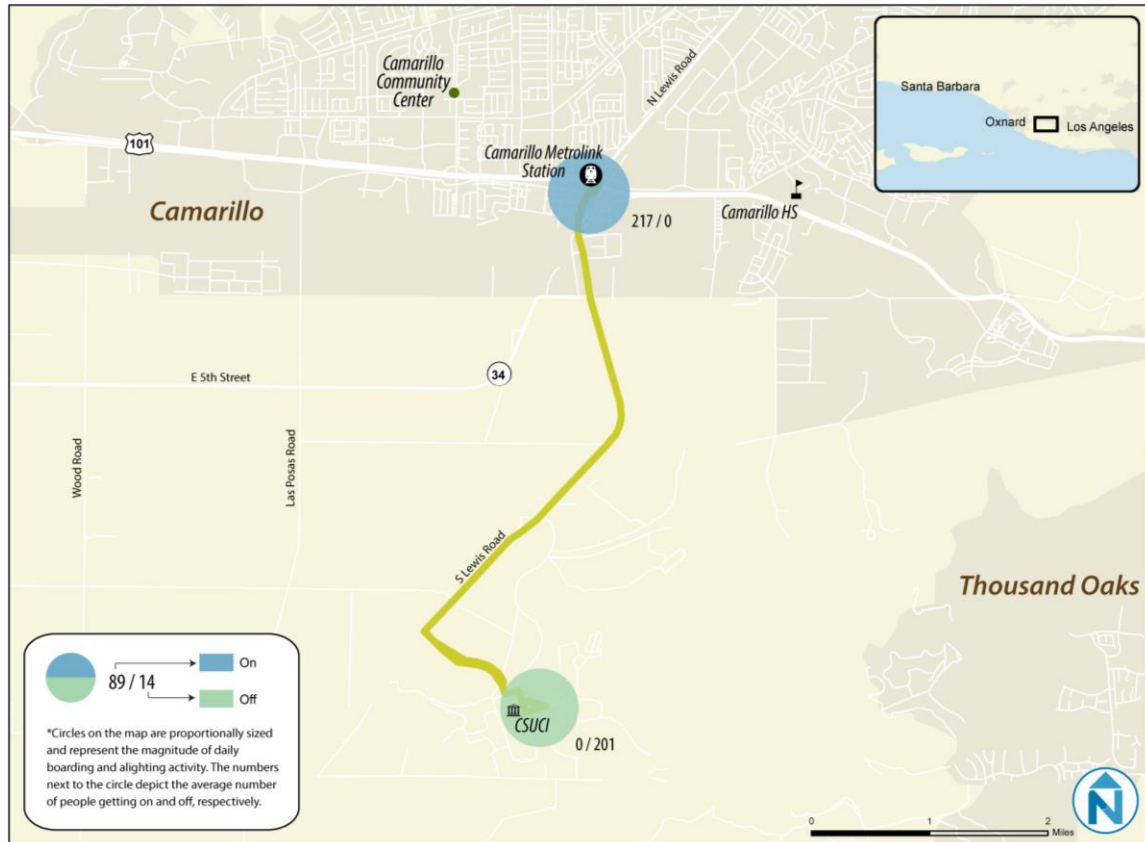 Camarillo
Community
Center
N Lewis Road
Santa Barbara
Oxnard
Los Angeles
101
Camarillo Metrolink
Station
Camarillo
Camarillo HS
217 / 0
E 5th Street
34
Wood Road
Las Posas Road
S Lewis Road
Thousand Oaks
89 / 14
On
Off
*Circles on the map are proportionally sized
and represent the magnitude of daily
boarding and alighting activity. The numbers
next to the circle depict the average number
of people getting on and off, respectively.
CSUCI
0 / 201
N
0 1 2
Miles